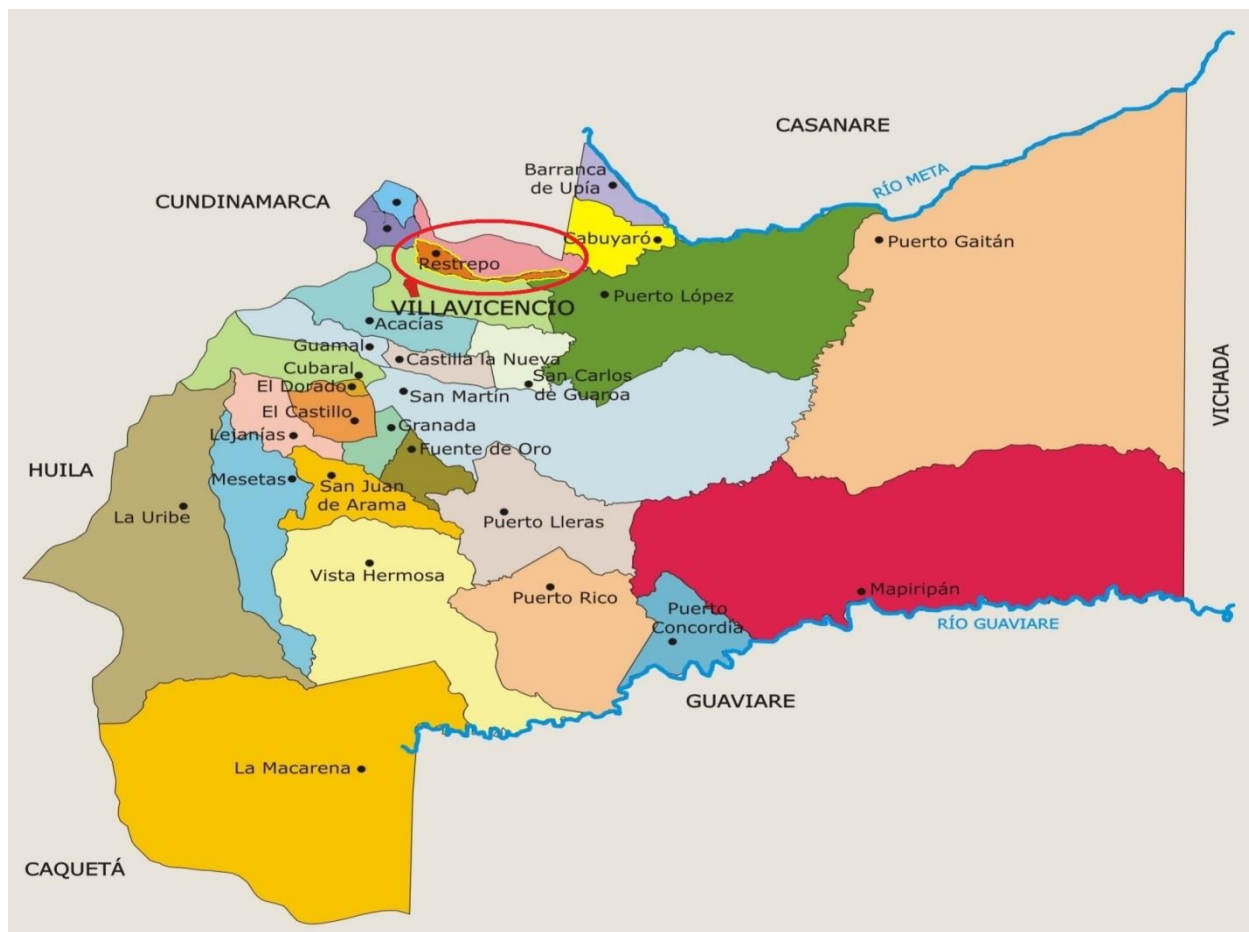 CASANARE
RÍO META
Barranca
de Upía
CUNDINAMARCA
Cabuyaró
Puerto Gaitán
Restrepo
Puerto López
VILLAVICENCIO
Acacías
Guamal
Castilla la Nueva
Cubaral
San Carlos
de Guaroa
El Dorado
San Martín
VICHADA
El Castillo
Granada
Lejanías
Fuente de Oro
HUILA
Mesetas
San Juan
de Arama
La Uribe
Puerto Lleras
Vista Hermosa
Puerto Rico
Mapiripán
Puerto
Concordia
RÍO GUAVIARE
GUAVIARE
La Macarena
CAQUETÁ